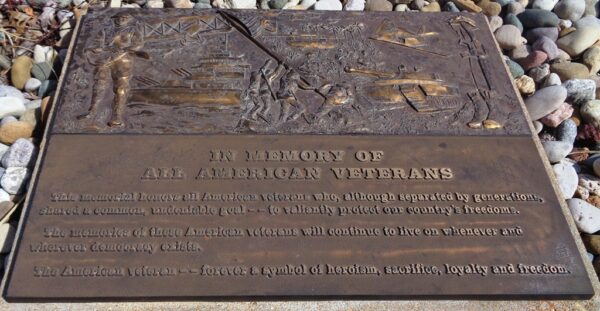 IN MEMORY OF
ALL AMERICAN VETERANS
This memorial honors all American veterans who, although separated by generations,
shared a common, undeniable goal -- to valiantly protect our country's freedoms.
The memories of these American veterans will continue to live on whenever and
wherever democracy exists.
The American veteran -- forever a symbol of heroism, sacrifice, loyalty and freedom.